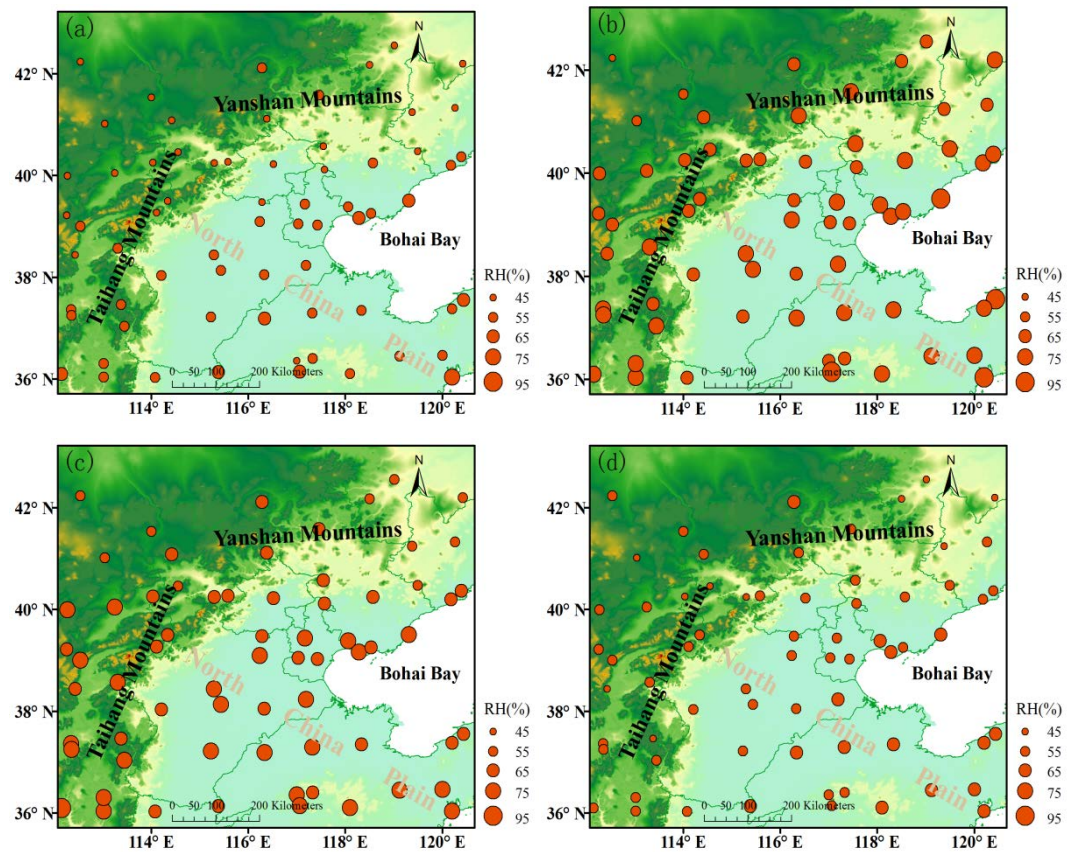 (a)
N
42° N
Yanshan Mountains
40° N
Taihang Mountains
North
China
Plain
Bohai Bay
38° N
36° N
RH(%)
45
55
65
75
95
0 50 100 200 Kilometers
114° E 116° E 118° E 120° E
(b)
N
42° N
Yanshan Mountains
40° N
Taihang Mountains
North
China
Plain
Bohai Bay
38° N
36° N
RH(%)
45
55
65
75
95
0 50 100 200 Kilometers
114° E 116° E 118° E 120° E
(c)
N
42° N
Yanshan Mountains
40° N
Taihang Mountains
North
China
Plain
Bohai Bay
38° N
36° N
RH(%)
45
55
65
75
95
0 50 100 200 Kilometers
114° E 116° E 118° E 120° E
(d)
N
42° N
Yanshan Mountains
40° N
Taihang Mountains
North
China
Plain
Bohai Bay
38° N
36° N
RH(%)
45
55
65
75
95
0 50 100 200 Kilometers
114° E 116° E 118° E 120° E